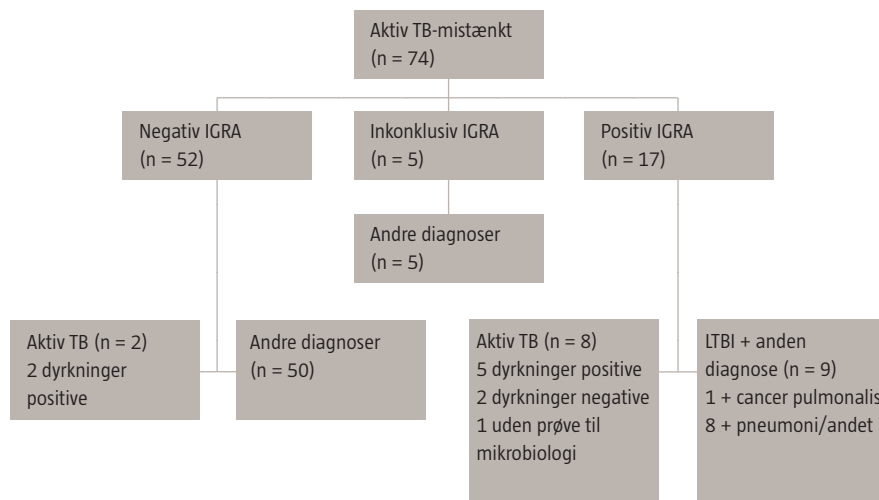 Aktiv TB-mistænkt
(n = 74)
Negativ IGRA
(n = 52)
Inkonklusiv IGRA
(n = 5)
Positiv IGRA
(n = 17)
Andre diagnoser
(n = 5)
Aktiv TB (n = 2)
2 dyrkninger
positive
Andre diagnoser
(n = 50)
Aktiv TB (n = 8)
5 dyrkninger positive
2 dyrkninger negative
1 uden prøve til
mikrobiologi
LTBI + anden
diagnose (n = 9)
1 + cancer pulmonalis
8 + pneumoni/andet